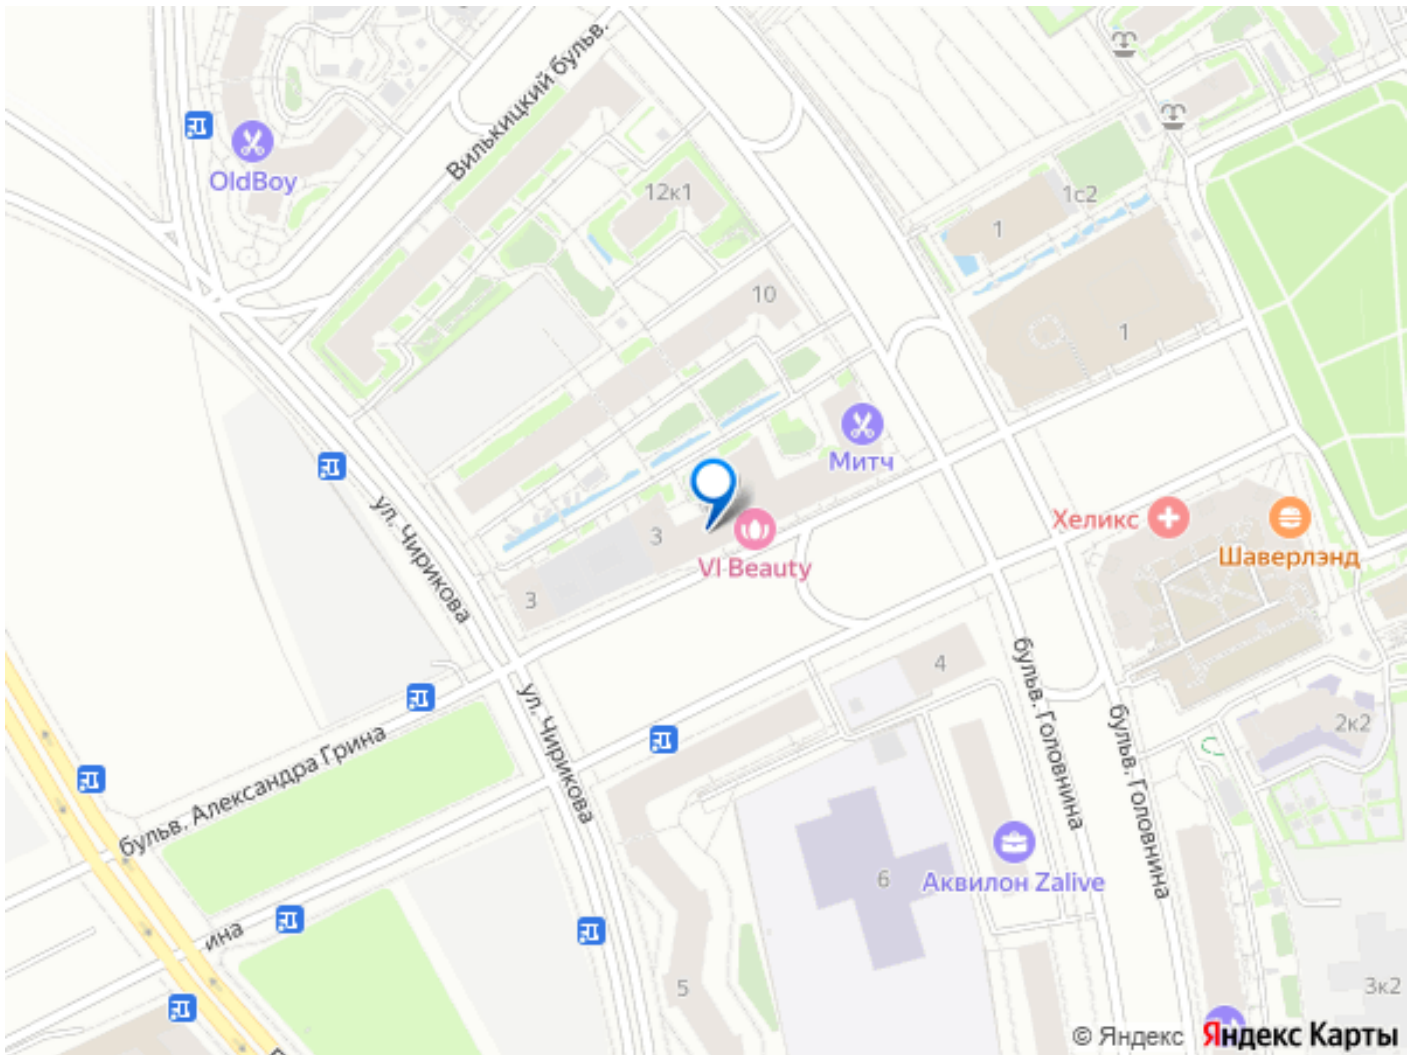 Вилькицкий бульв.
OldBoy
12к1
1с2
1
10
1
Митч
ул. Чирикова
3
VI Beauty
3
Хеликс
Шаверлэнд
4
бульв. Головнина
ул. Чирикова
бульв. Головнина
2к2
бульв. Александра Грина
6
Аквилон Zalive
ина
5
3к2
© Яндекс Яндекс Карты